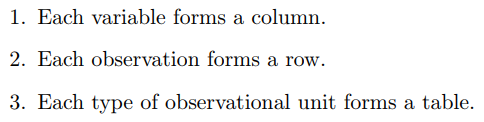 1. Each variable forms a column.
2. Each observation forms a row.
3. Each type of observational unit forms a table.